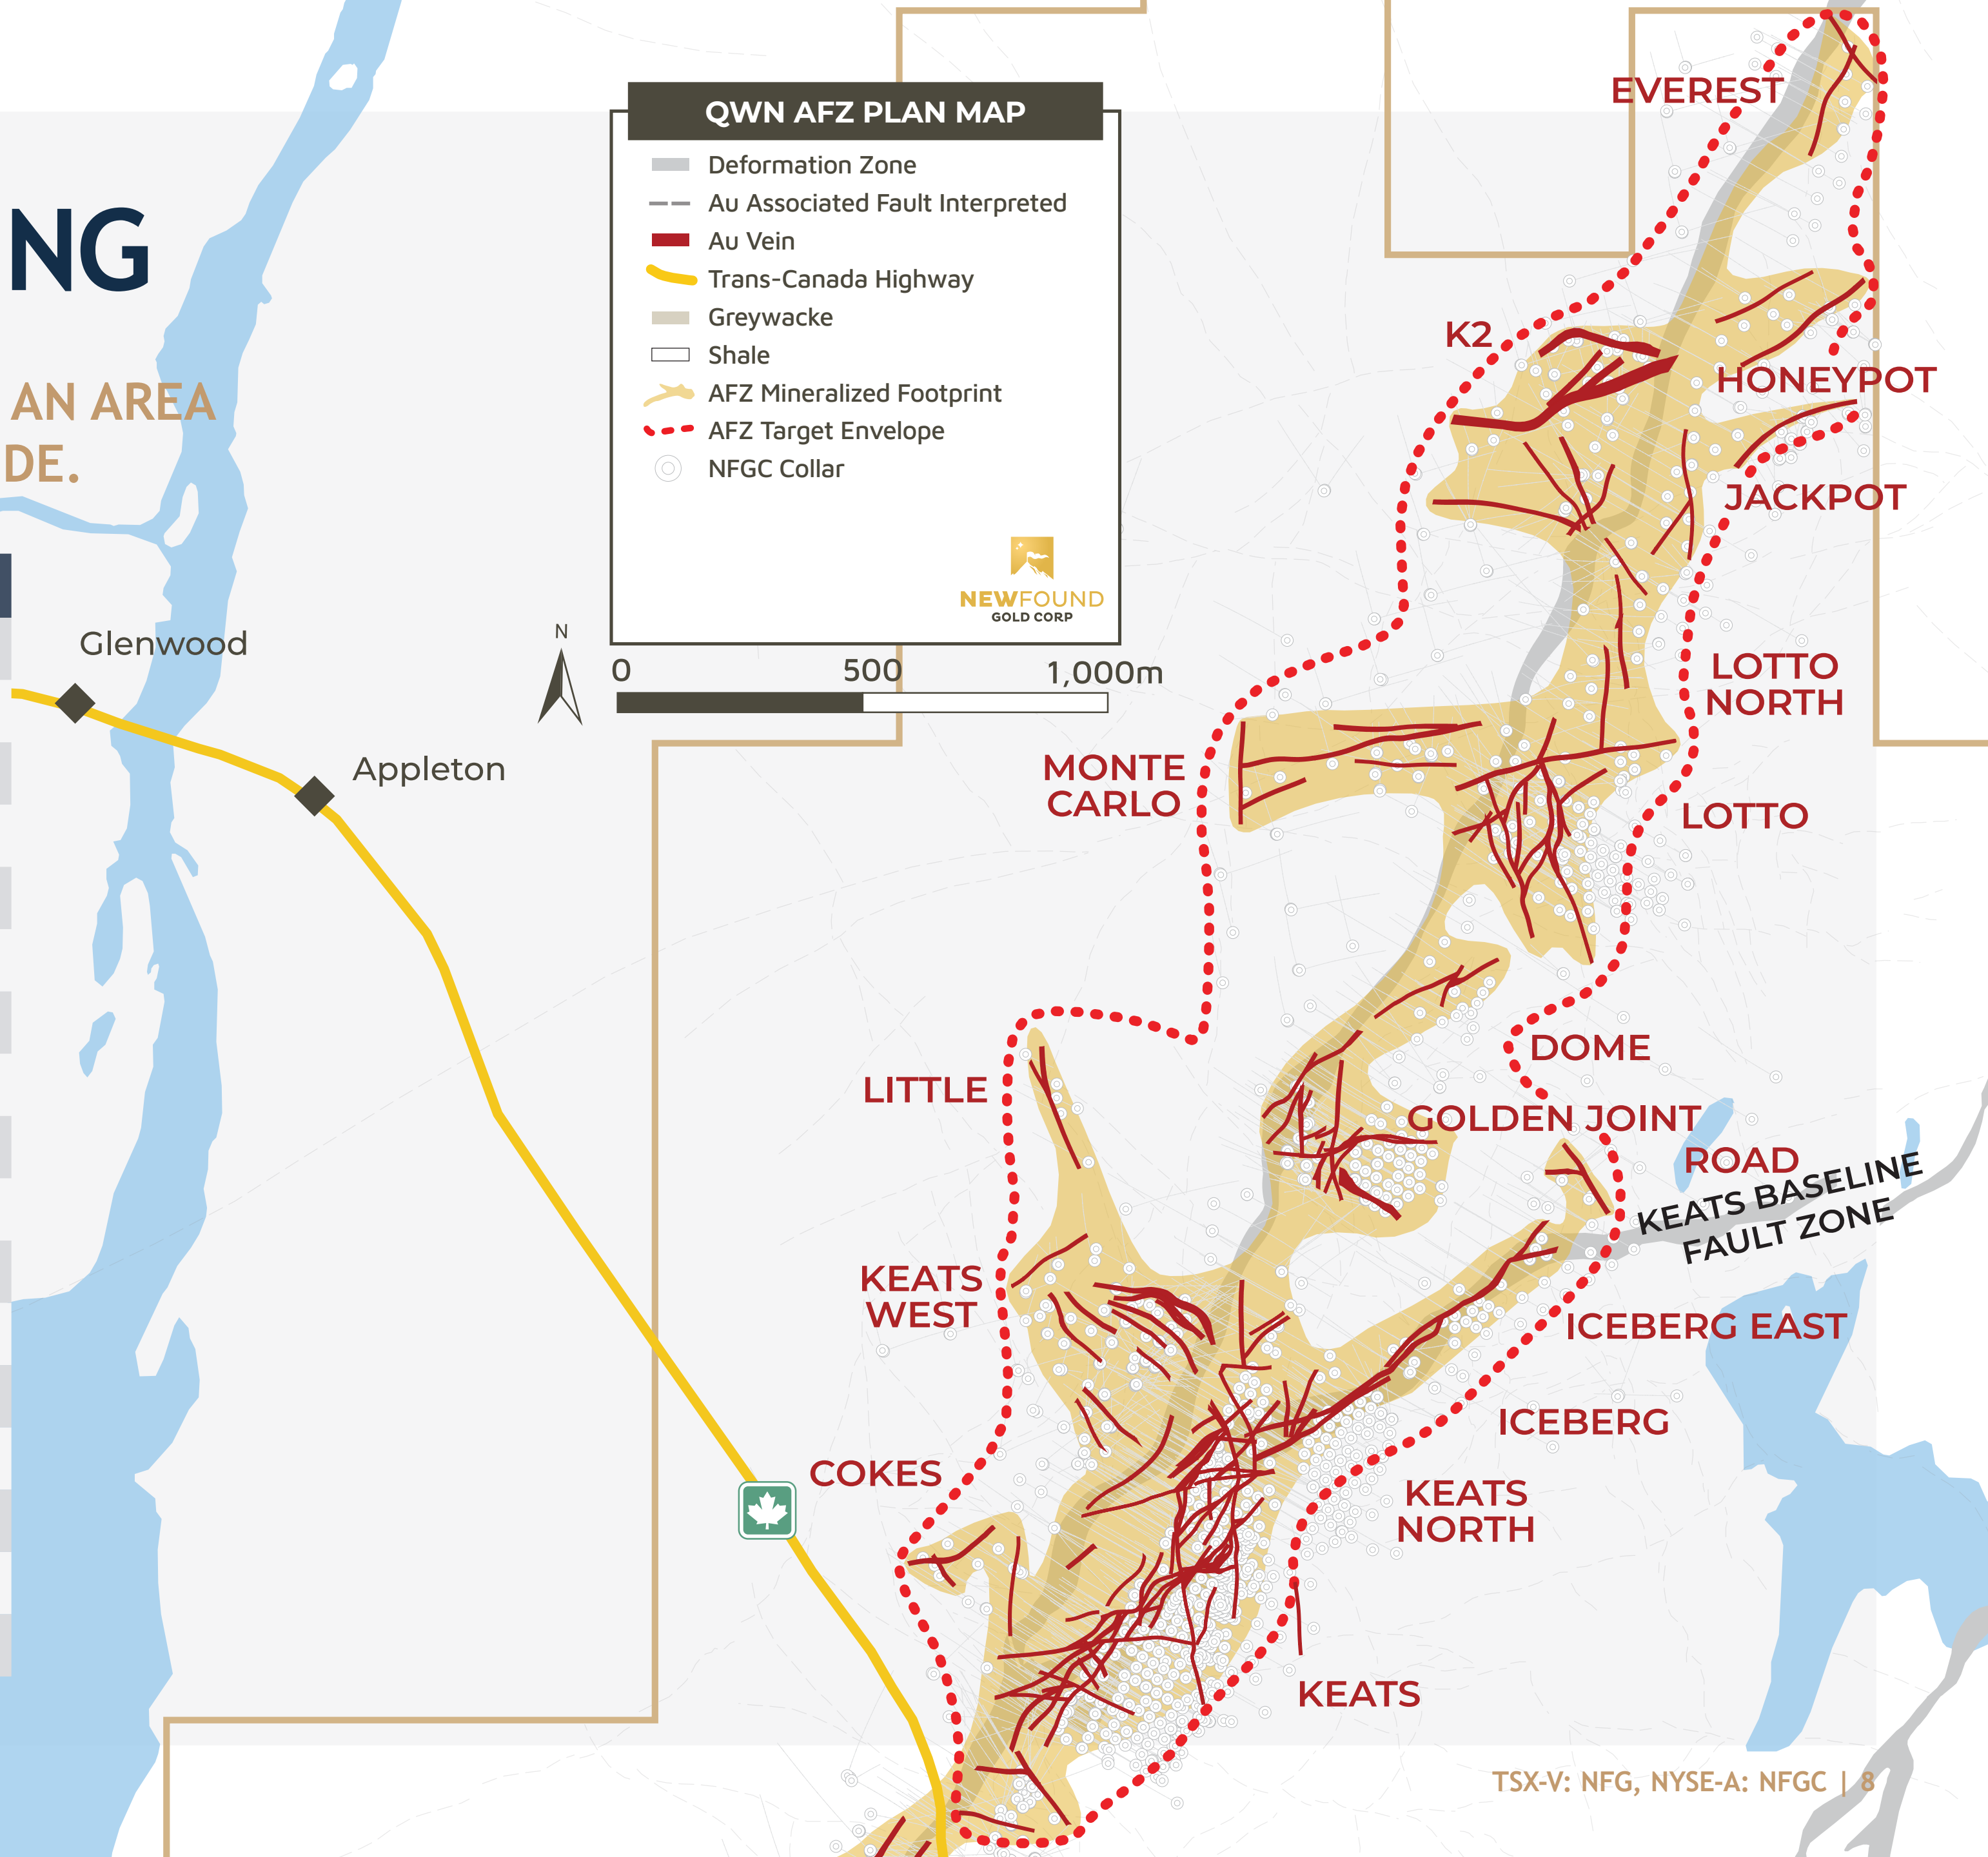 NG
AN AREA
DE.
QWN AFZ PLAN MAP
Deformation Zone
Au Associated Fault Interpreted
Au Vein
Trans-Canada Highway
Greywacke
Shale
AFZ Mineralized Footprint
AFZ Target Envelope
NFGC Collar
NEWFOUND
GOLD CORP
N
0 500 1,000m
Glenwood
Appleton
EVEREST
K2
HONEYPOT
JACKPOT
LOTTO
NORTH
MONTE
CARLO
LOTTO
DOME
LITTLE
GOLDEN JOINT
ROAD
KEATS BASELINE
FAULT ZONE
KEATS
WEST
ICEBERG EAST
ICEBERG
COKES
KEATS
NORTH
KEATS
TSX-V: NFG, NYSE-A: NFGC | 8